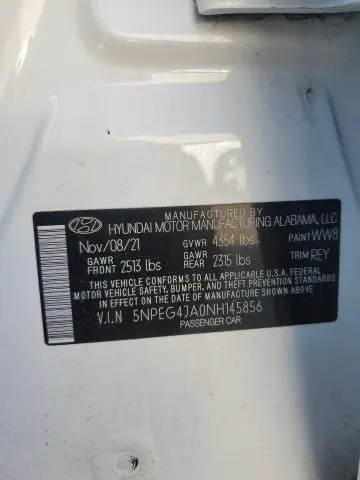 MANUFACTURED BY
HYUNDAI MOTOR MANUFACTURING ALABAMA, LLC
Nov/08/21 GVWR 4354 lbs PAINT WW8
GAWR FRONT 2513 lbs GAWR REAR 2315 lbs TRIM REY
THIS VEHICLE CONFORMS TO ALL APPLICABLE FEDERAL
MOTOR VEHICLE SAFETY, BUMPER, AND THEFT PREVENTION
STANDARDS IN EFFECT ON THE DATE OF MANUFACTURE SHOWN ABOVE.
V.I.N 5NPEG4JA0NH145856
PASSENGER CAR